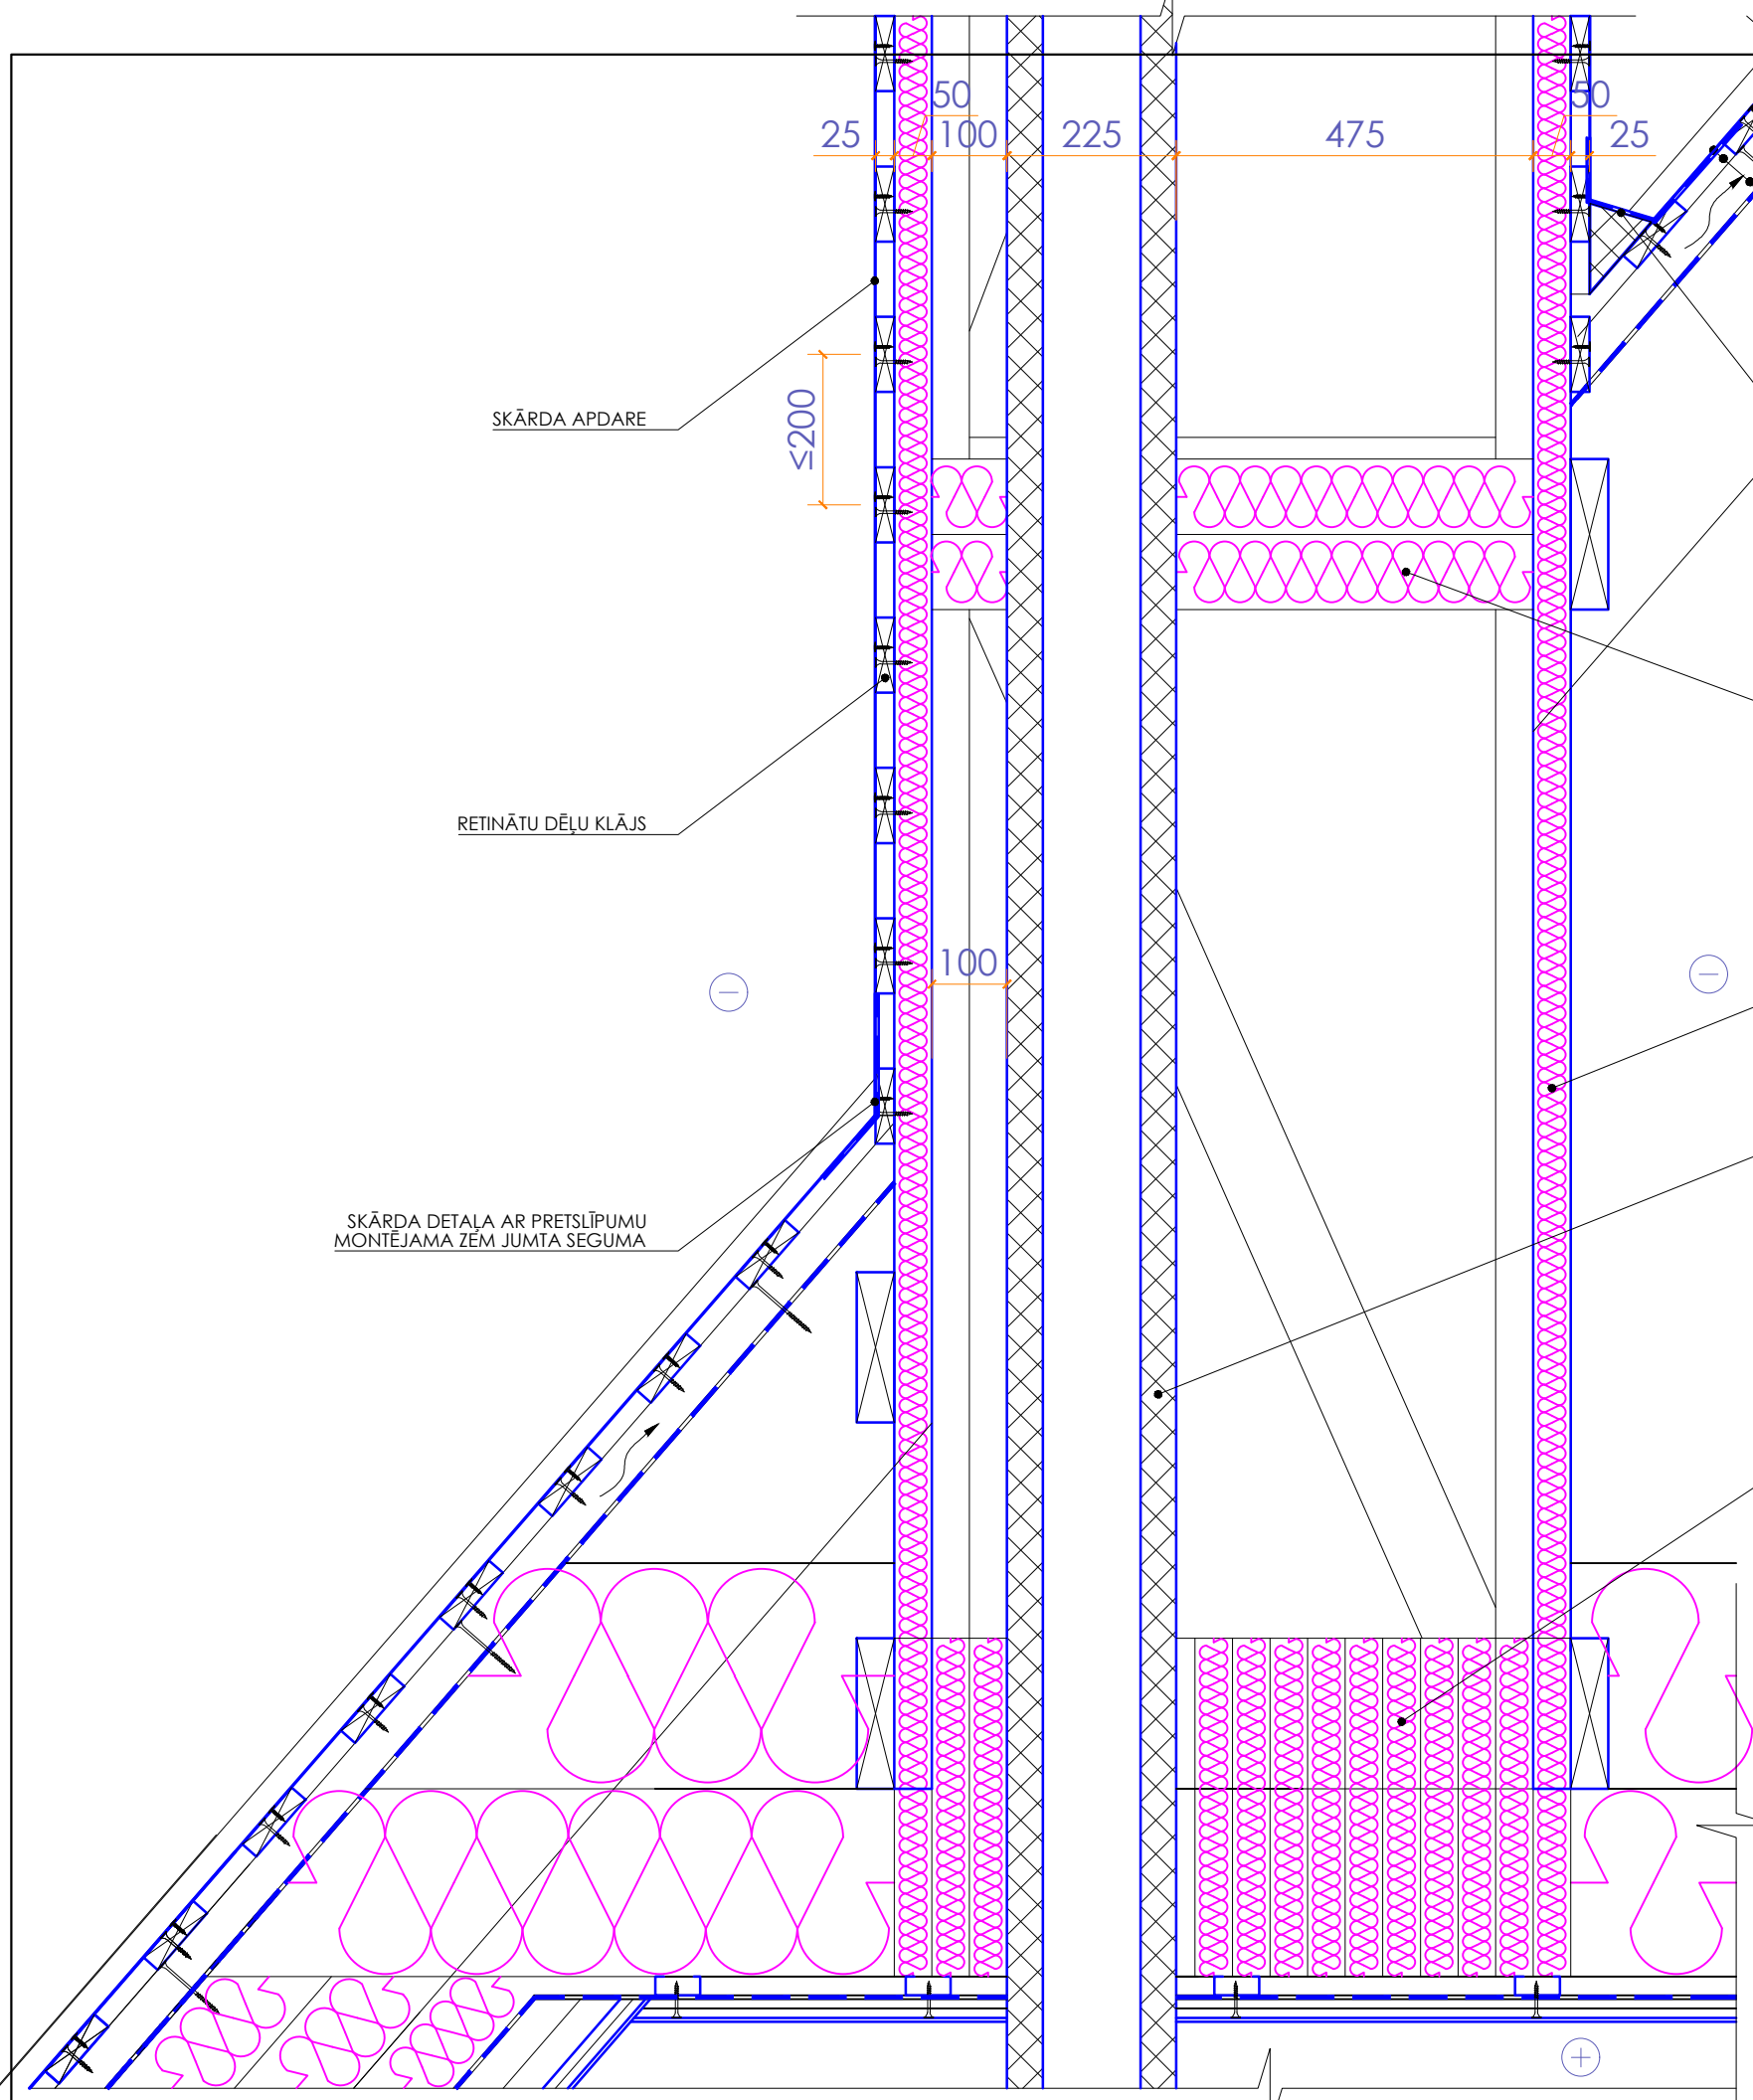 50
50
25
100
225
475
25
SKĀRDA APDARE
≤200
RETINĀTU DĒĻU KLĀJS
100
SKĀRDA DETAĻA AR PRETSLĪPUMU
MONTĒJAMA ZEM JUMTA SEGUMA